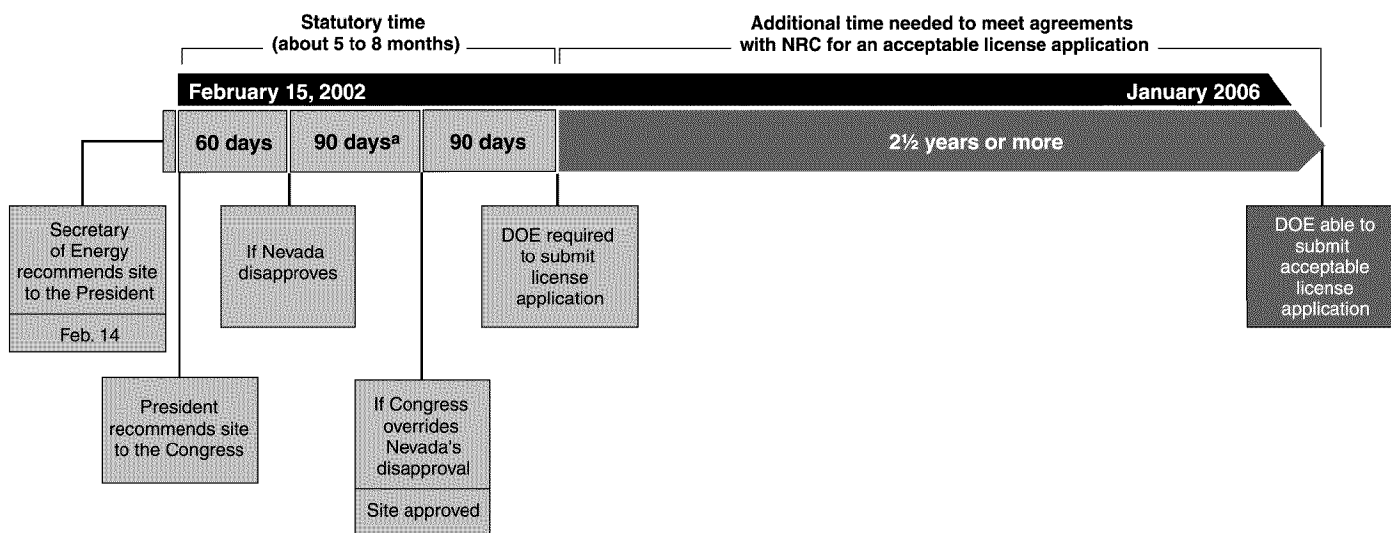 Statutory time
(about 5 to 8 months)
Additional time needed to meet agreements
with NRC for an acceptable license application
February 15, 2002
January 2006
60 days
90 daysª
90 days
2½ years or more
Secretary
of Energy
recommends site
to the President
Feb. 14
If Nevada
disapproves
DOE required
to submit
license
application
DOE able to
submit
acceptable
license
application
President
recommends site
to the Congress
If Congress
overrides
Nevada's
disapproval
Site approved